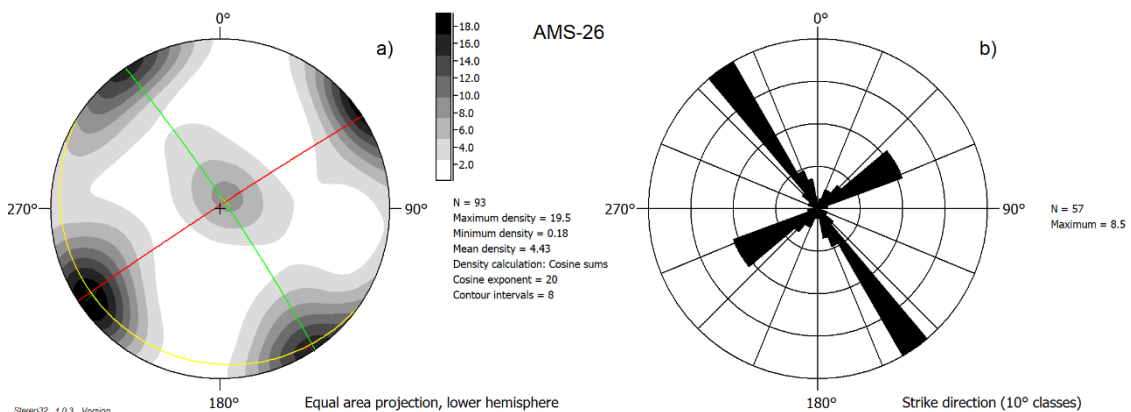 AMS-26
a)
0°
270°
90°
180°
18.0
16.0
14.0
12.0
10.0
8.0
6.0
4.0
2.0
N = 93
Maximum density = 19.5
Minimum density = 0.18
Mean density = 4.43
Density calculation: Cosine sums
Cosine exponent = 20
Contour intervals = 8
Equal area projection, lower hemisphere
b)
0°
270°
90°
180°
N = 57
Maximum = 8.5
Strike direction (10° classes)